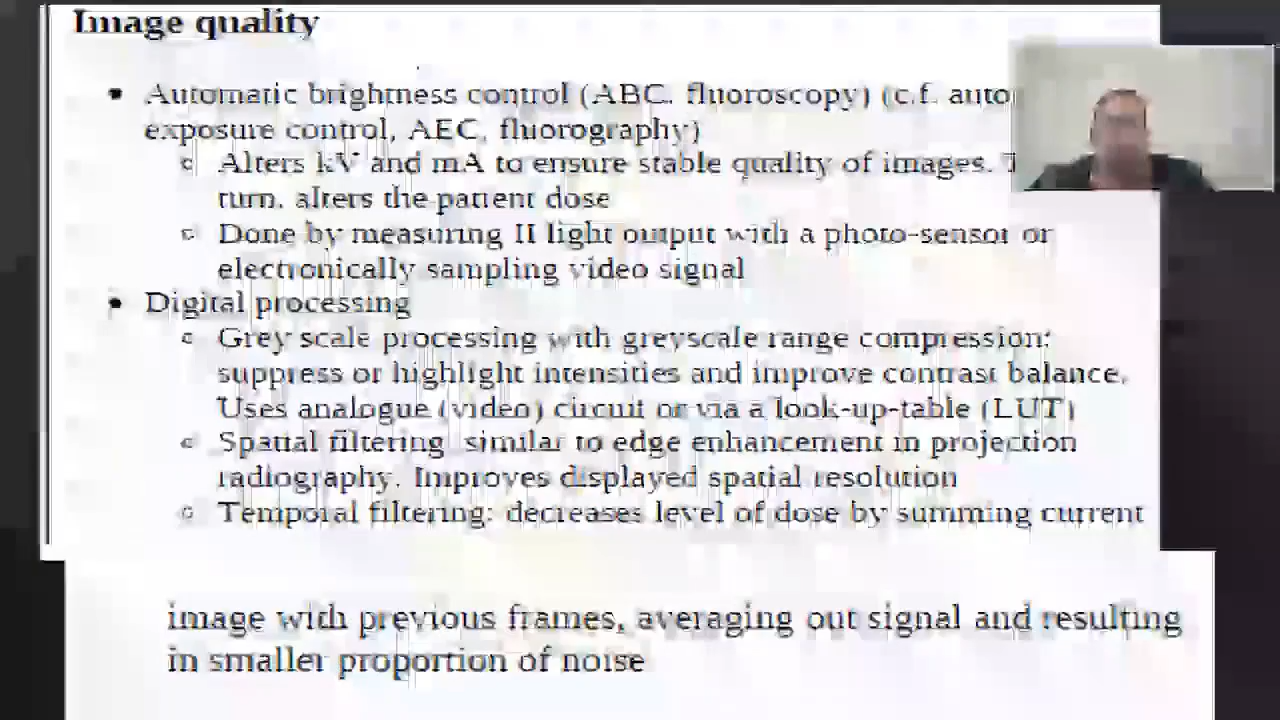 Image quality
• Automatic brightness control (ABC, fluoroscopy) (c.f. auto
exposure control, AEC, fluorography)
○ Alters kV and mA to ensure stable quality of images. T
turn, alters the patient dose
○ Done by measuring II light output with a photo-sensor or
electronically sampling video signal
• Digital processing
○ Grey scale processing with greyscale range compression:
suppress or highlight intensities and improve contrast balance.
Uses analogue (video) circuit or via a look-up-table (LUT)
○ Spatial filtering: similar to edge enhancement in projection
radiography. Improves displayed spatial resolution
○ Temporal filtering: decreases level of dose by summing current
image with previous frames, averaging out signal and resulting
in smaller proportion of noise